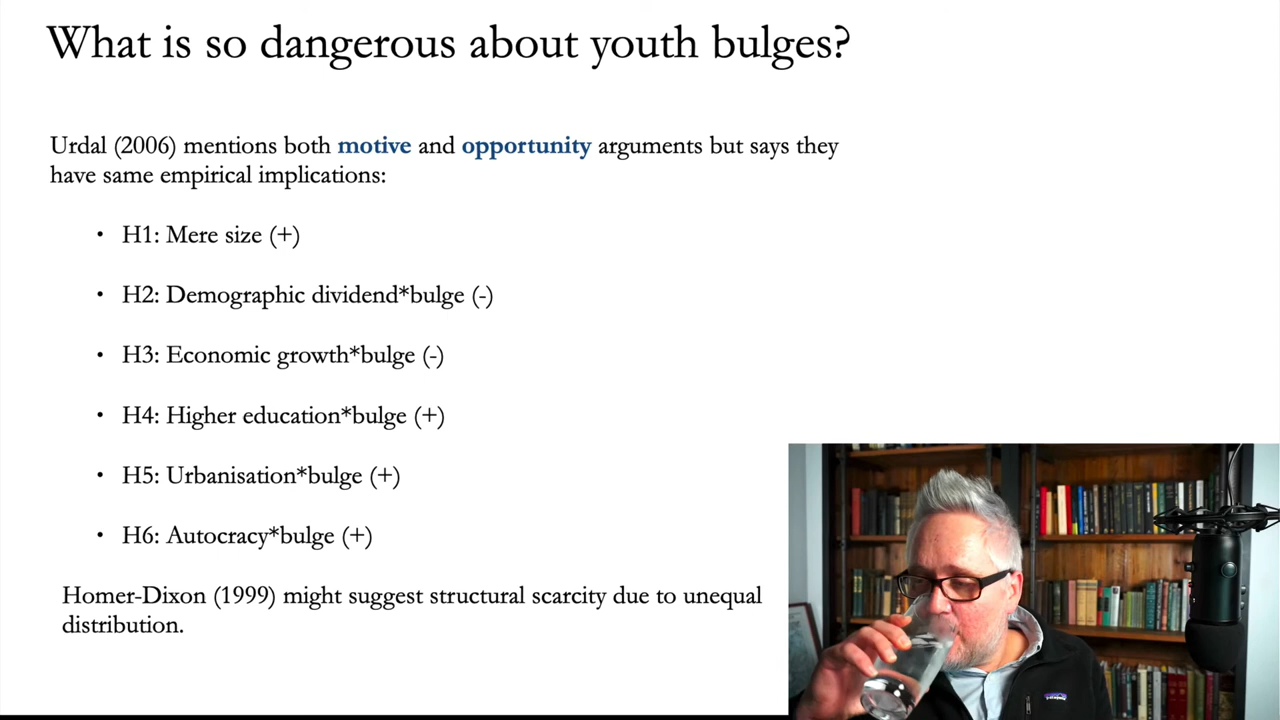 What is so dangerous about youth bulges?
Urdal (2006) mentions both motive and opportunity arguments but says they
have same empirical implications:
• H1: Mere size (+)
• H2: Demographic dividend*bulge (-)
• H3: Economic growth*bulge (-)
• H4: Higher education*bulge (+)
• H5: Urbanisation*bulge (+)
• H6: Autocracy*bulge (+)
Homer-Dixon (1999) might suggest structural scarcity due to unequal
distribution.
patagonia